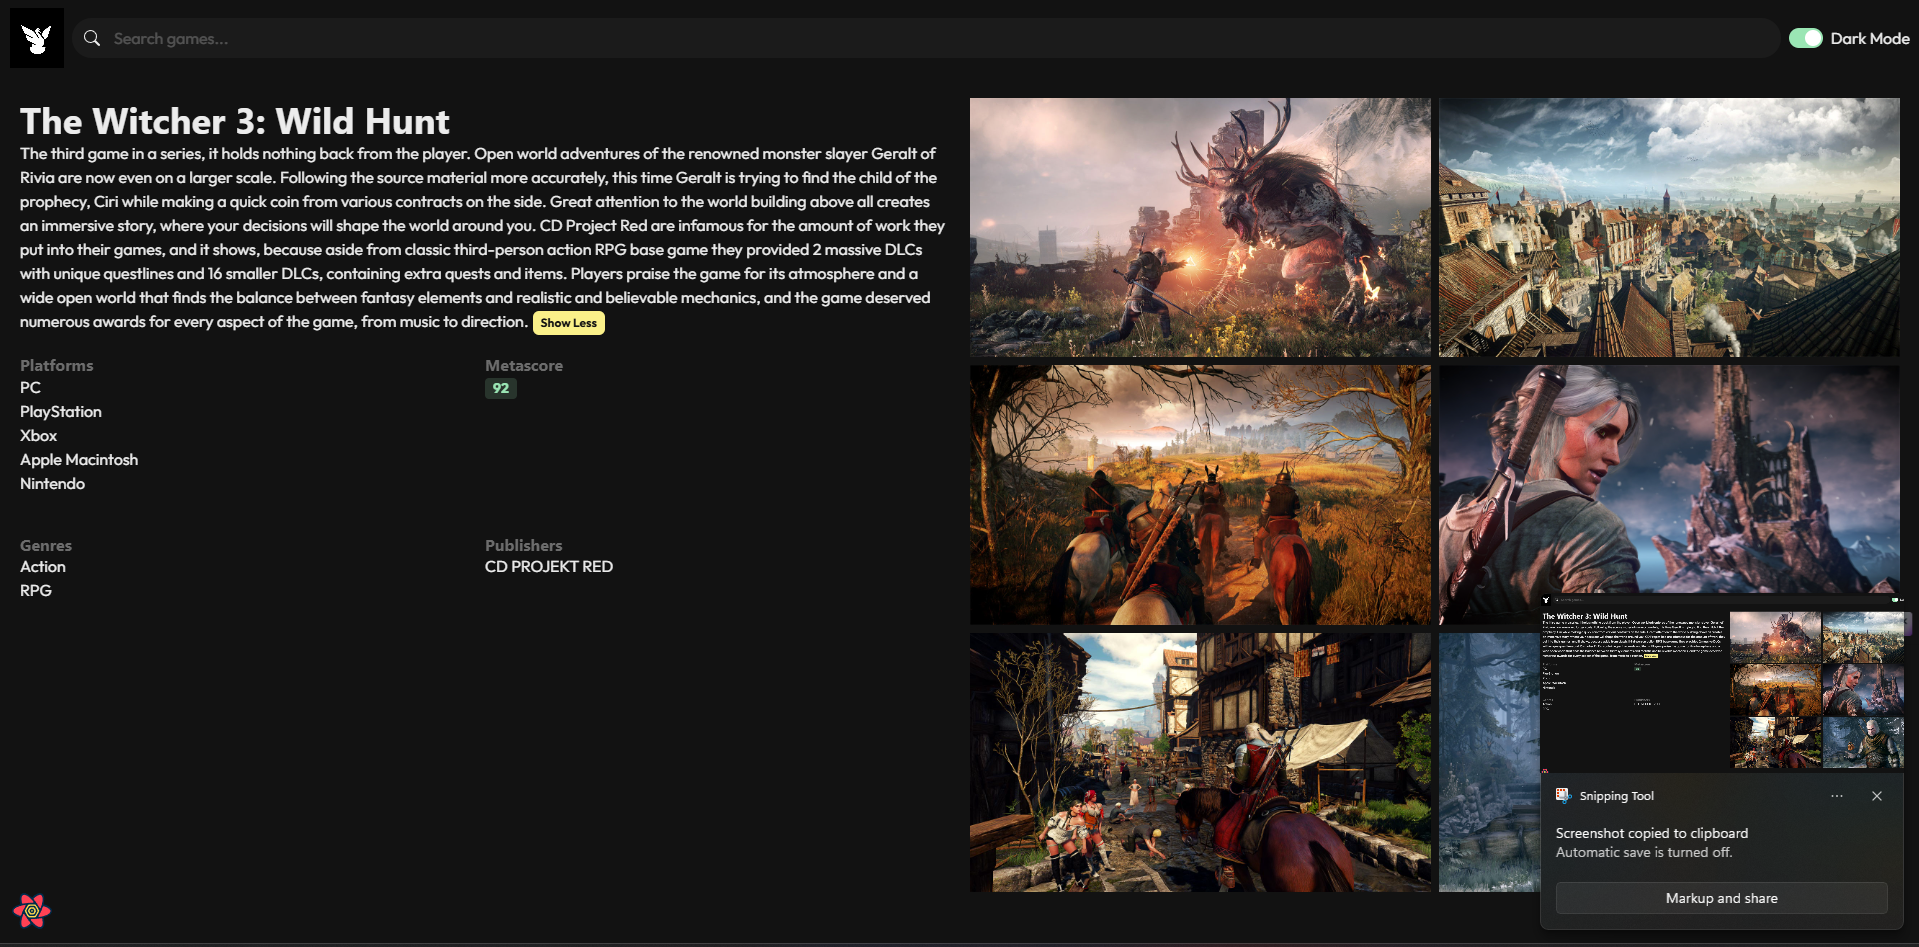 Search games...
Dark Mode
The Witcher 3: Wild Hunt
The third game in a series, it holds nothing back from the player. Open world adventures of the renowned monster slayer Geralt of
Rivia are now even on a larger scale. Following the source material more accurately, this time Geralt is trying to find the child of the
prophecy, Ciri while making a quick coin from various contracts on the side. Great attention to the world building above all creates
an immersive story, where your decisions will shape the world around you. CD Project Red are infamous for the amount of work they
put into their games, and it shows, because aside from classic third-person action RPG base game they provided 2 massive DLCs
with unique questlines and 16 smaller DLCs, containing extra quests and items. Players praise the game for its atmosphere and a
wide open world that finds the balance between fantasy elements and realistic and believable mechanics, and the game deserved
numerous awards for every aspect of the game, from music to direction. Show Less
Platforms
PC
PlayStation
Xbox
Apple Macintosh
Nintendo
Metascore
92
Genres
Action
RPG
Publishers
CD PROJEKT RED
The Witcher 3: Wild Hunt
Snipping Tool
Screenshot copied to clipboard
Automatic save is turned off.
Markup and share